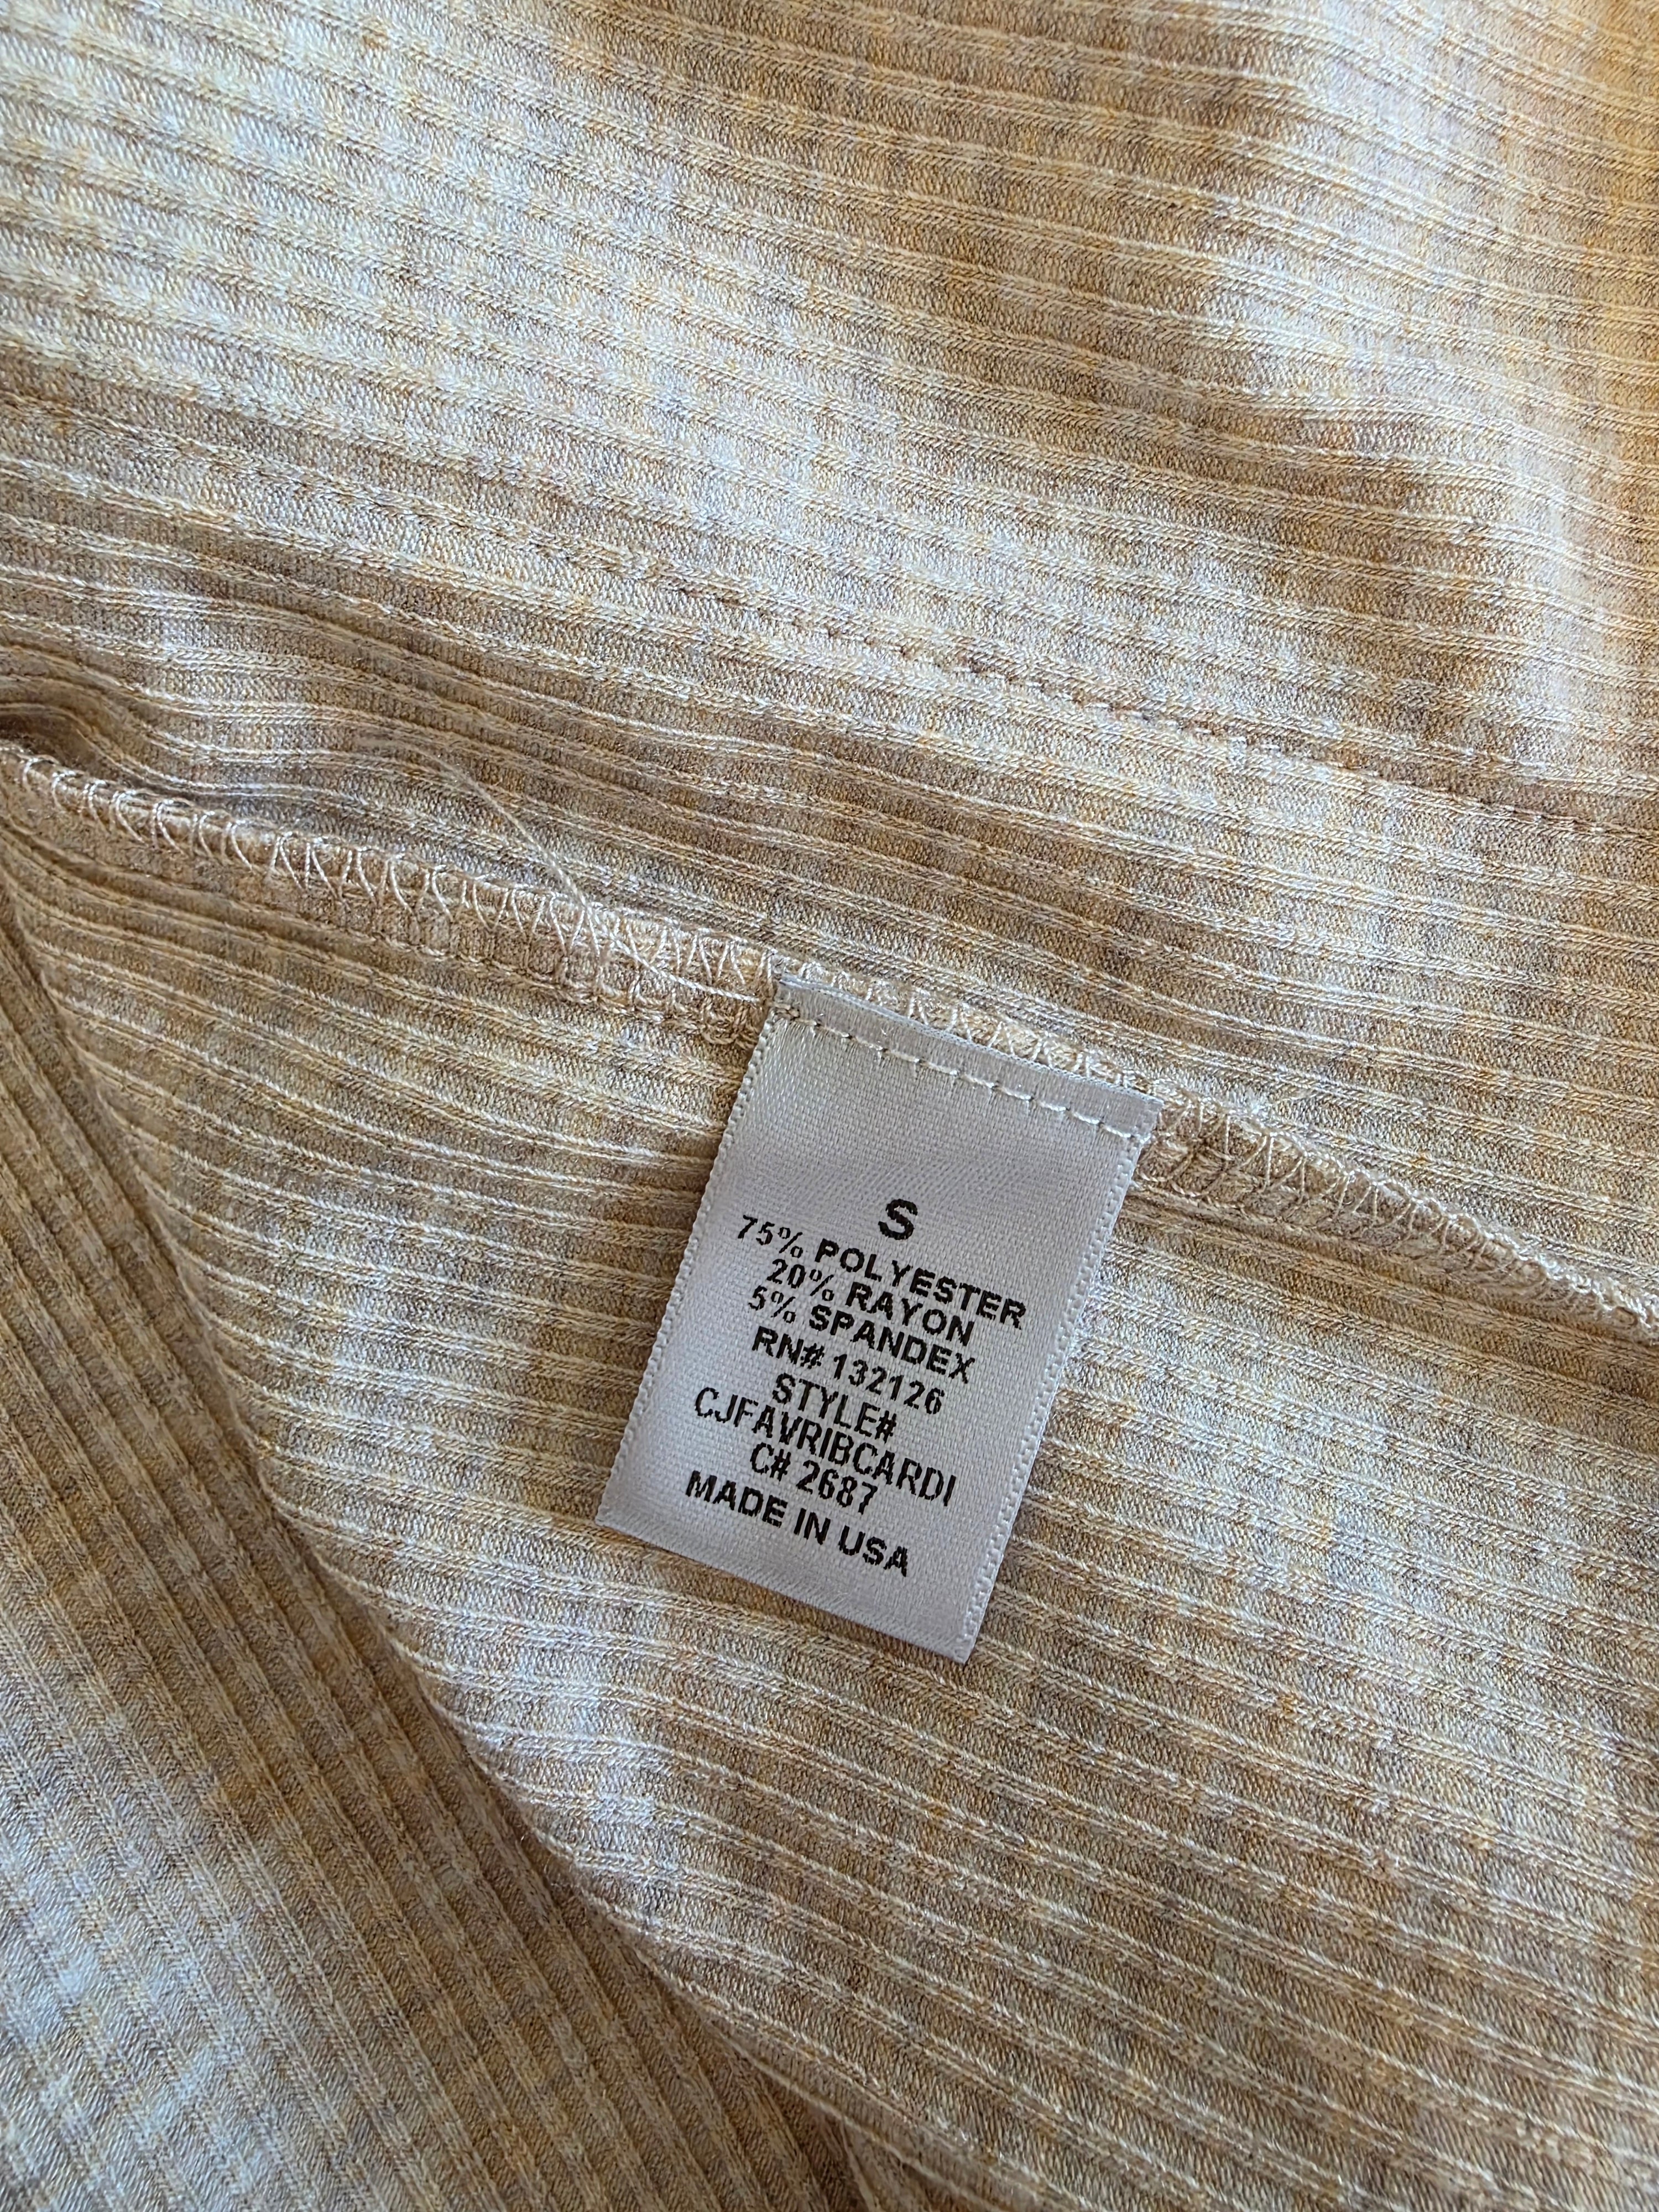 S
75% POLYESTER
20% RAYON
5% SPANDEX
RN# 132126
STYLE#
CJFAVRIBCARDI
C# 2687
MADE IN USA